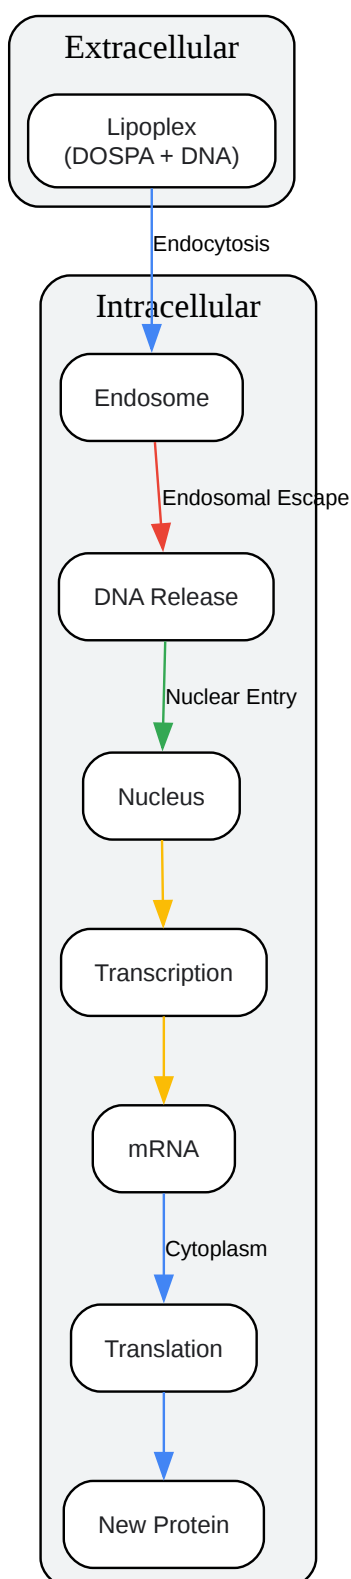 Extracellular
Lipoplex
(DOSPA + DNA)
Endocytosis
Intracellular
Endosome
Endosomal Escape
DNA Release
Nuclear Entry
Nucleus
Transcription
mRNA
Cytoplasm
Translation
New Protein